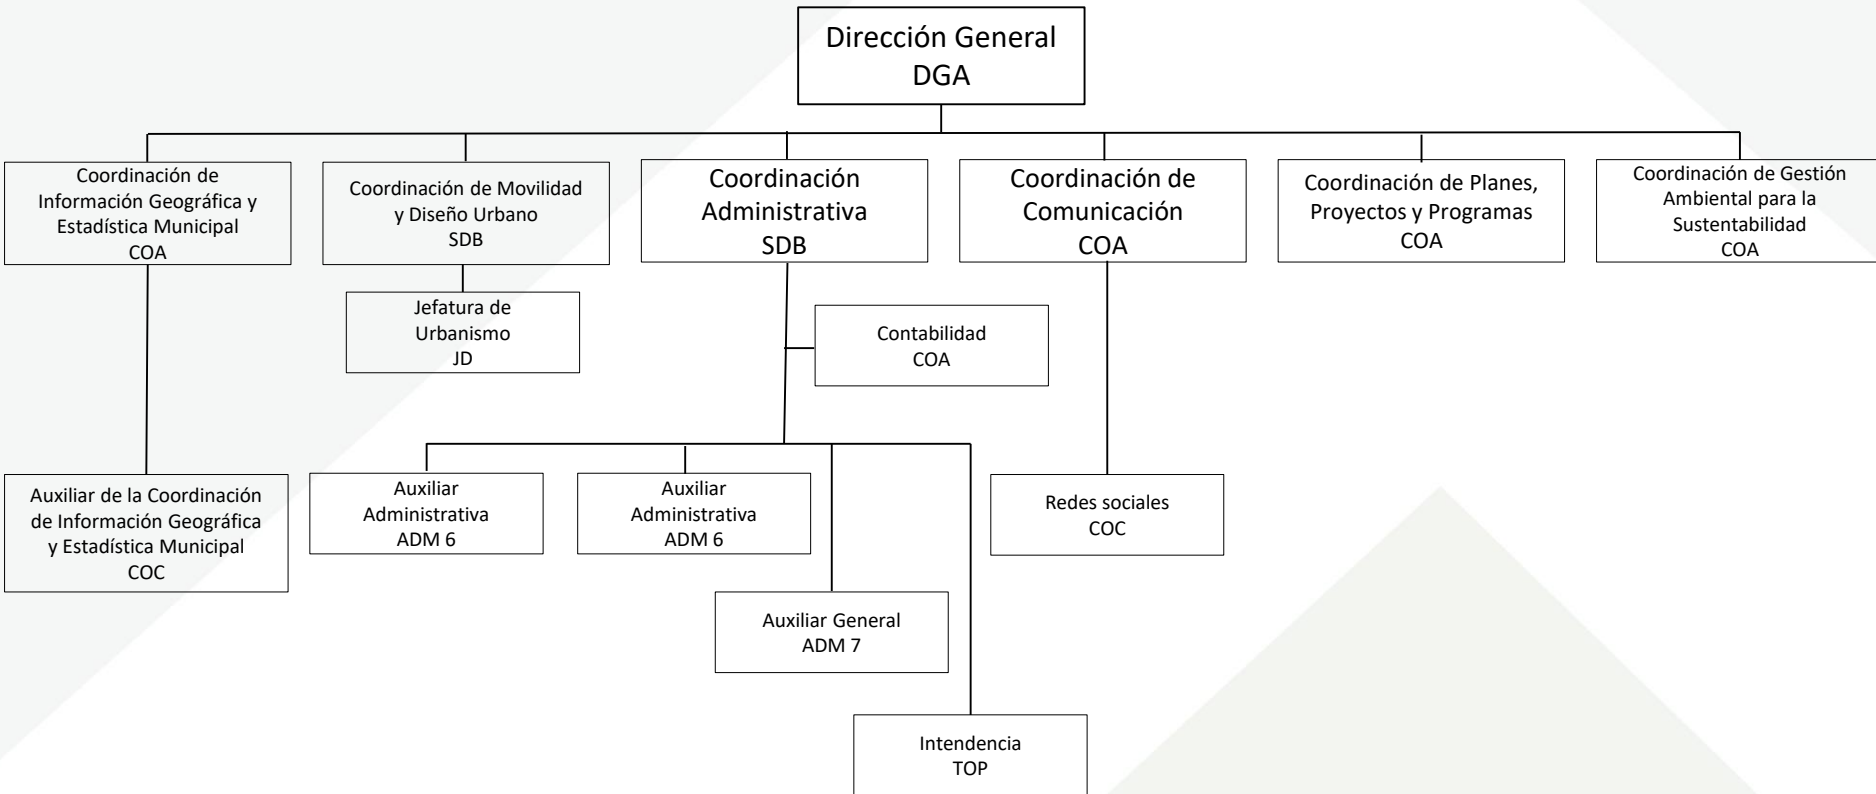 Dirección General
DGA
Coordinación de
Información Geográfica y
Estadística Municipal
COA
Coordinación de Movilidad
y Diseño Urbano
SDB
Coordinación
Administrativa
SDB
Coordinación de
Comunicación
COA
Coordinación de Planes,
Proyectos y Programas
COA
Coordinación de Gestión
Ambiental para la
Sustentabilidad
COA
Jefatura de
Urbanismo
JD
Contabilidad
COA
Auxiliar de la Coordinación
de Información Geográfica
y Estadística Municipal
COC
Auxiliar
Administrativa
ADM 6
Auxiliar
Administrativa
ADM 6
Redes sociales
COC
Auxiliar General
ADM 7
Intendencia
TOP